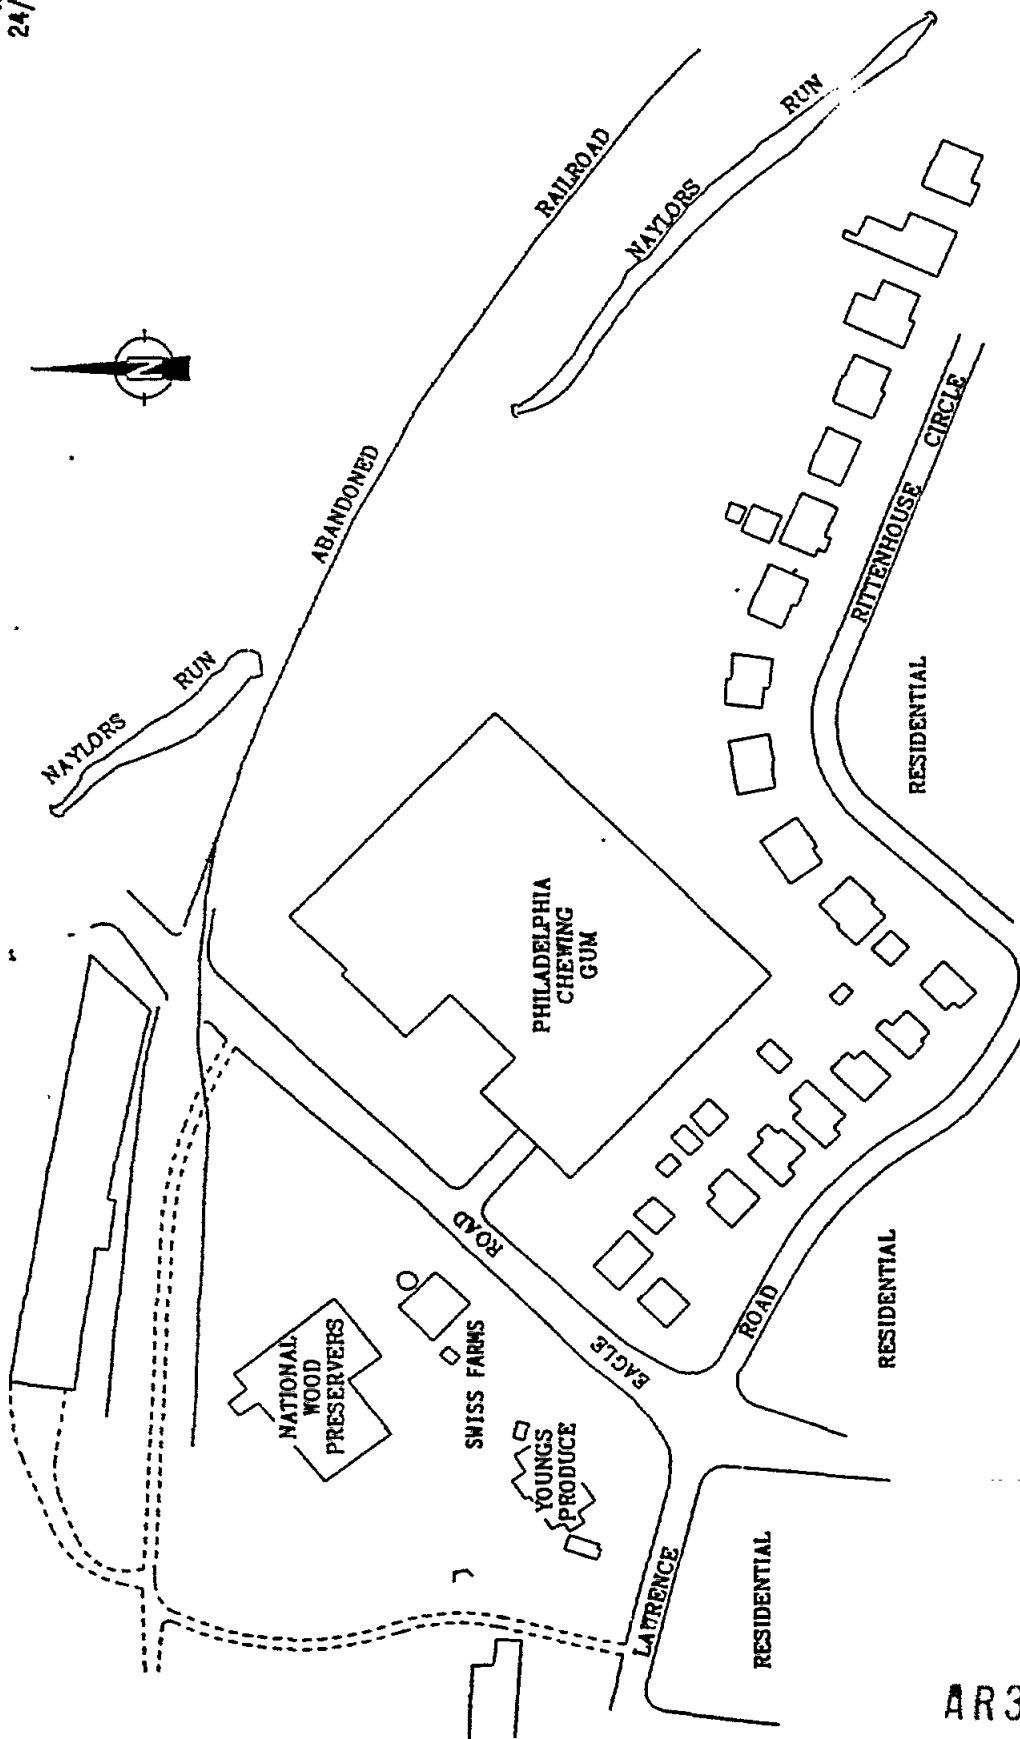 24/
NAYLORS RUN
N
ABANDONED RAILROAD
NAYLORS RUN
NATIONAL
WOOD
PRESERVERS
SWISS FARMS
YOUNGS
PRODUCE
PHILADELPHIA
CHEWING
GUM
EAGLE ROAD
LAWRENCE ROAD
RITTENHOUSE CIRCLE
RESIDENTIAL
RESIDENTIAL
RESIDENTIAL
AR3